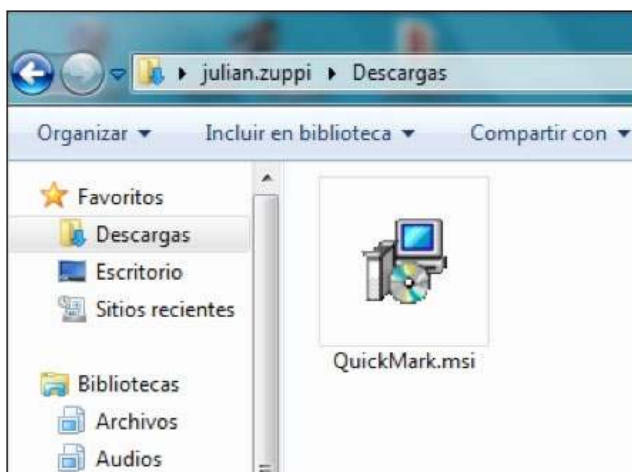 julian.zuppi Descargas
Organizar Incluir en biblioteca Compartir con
Favoritos
Descargas
Escritorio
Sitios recientes
Bibliotecas
Archivos
Audios
QuickMark.msi